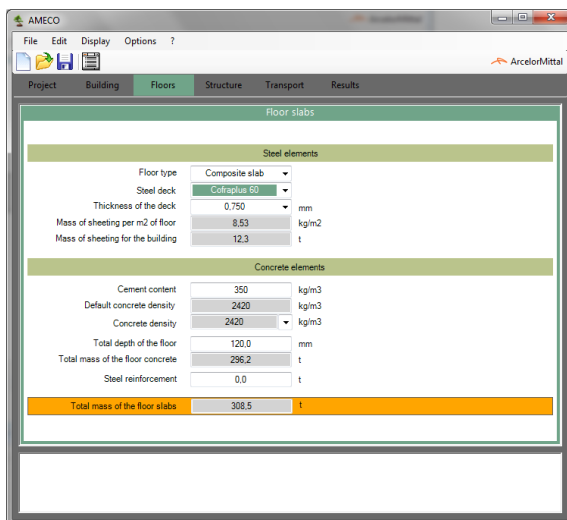 AMECO
File Edit Display Options ?
ArcelorMittal
Project Building Floors Structure Transport Results
Floor slabs
Steel elements
Floor type Composite slab
Steel deck Cofraplus 60
Thickness of the deck 0,750 mm
Mass of sheeting per m2 of floor 8,53 kg/m2
Mass of sheeting for the building 12,3 t
Concrete elements
Cement content 350 kg/m3
Default concrete density 2420 kg/m3
Concrete density 2420 kg/m3
Total depth of the floor 120,0 mm
Total mass of the floor concrete 296,2 t
Steel reinforcement 0,0 t
Total mass of the floor slabs 308,5 t